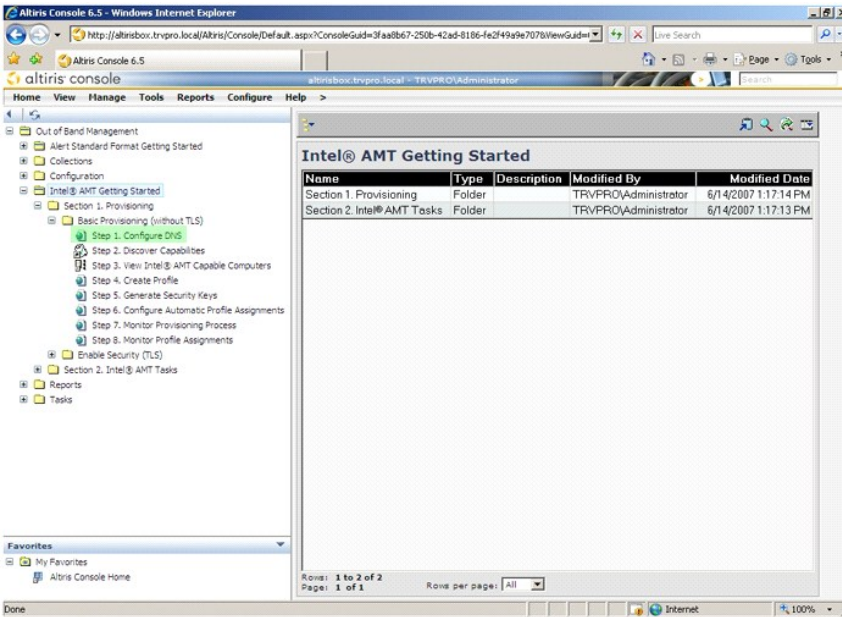 Altiris Console 6.5 - Windows Internet Explorer
http://altirisbox.trvpro.local/Altiris/Console/Default.aspx?ConsoleGuid=3faa8b67-250b-42ad-8186-fe2f49a9e707&ViewGuid=
Live Search
Altiris Console 6.5
Page
Tools
altiris console
altirisbox.trvpro.local - TRVPRO\Administrator
Search
Home View Manage Tools Reports Configure Help >
Out of Band Management
Alert Standard Format Getting Started
Collections
Configuration
Intel® AMT Getting Started
Section 1. Provisioning
Basic Provisioning (without TLS)
Step 1. Configure DNS
Step 2. Discover Capabilities
Step 3. View Intel® AMT Capable Computers
Step 4. Create Profile
Step 5. Generate Security Keys
Step 6. Configure Automatic Profile Assignments
Step 7. Monitor Provisioning Process
Step 8. Monitor Profile Assignments
Enable Security (TLS)
Section 2. Intel® AMT Tasks
Reports
Tasks
Intel® AMT Getting Started
Name Type Description Modified By Modified Date
Section 1. Provisioning Folder TRVPRO\Administrator 6/14/2007 1:17:14 PM
Section 2. Intel® AMT Tasks Folder TRVPRO\Administrator 6/14/2007 1:17:13 PM
Favorites
My Favorites
Altiris Console Home
Rows: 1 to 2 of 2
Page: 1 of 1
Rows per page: All
Done
Internet
100%